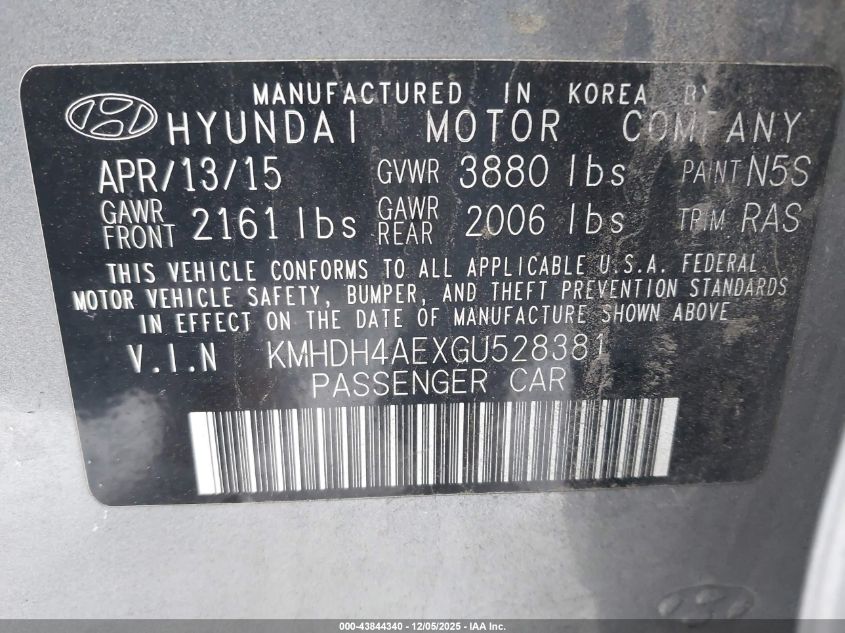 MANUFACTURED IN KOREA BY
HYUNDAI MOTOR COMPANY
APR/13/15 GVWR 3880 lbs PAINT N5S
GAWR FRONT 2161 lbs GAWR REAR 2006 lbs TRIM RAS
THIS VEHICLE CONFORMS TO ALL APPLICABLE U.S.A. FEDERAL
MOTOR VEHICLE SAFETY, BUMPER, AND THEFT PREVENTION STANDARDS
IN EFFECT ON THE DATE OF MANUFACTURE SHOWN ABOVE
V.I.N KMHDH4AEXGU528381
PASSENGER CAR
000-43844340 - 12/05/2025 - IAA Inc.